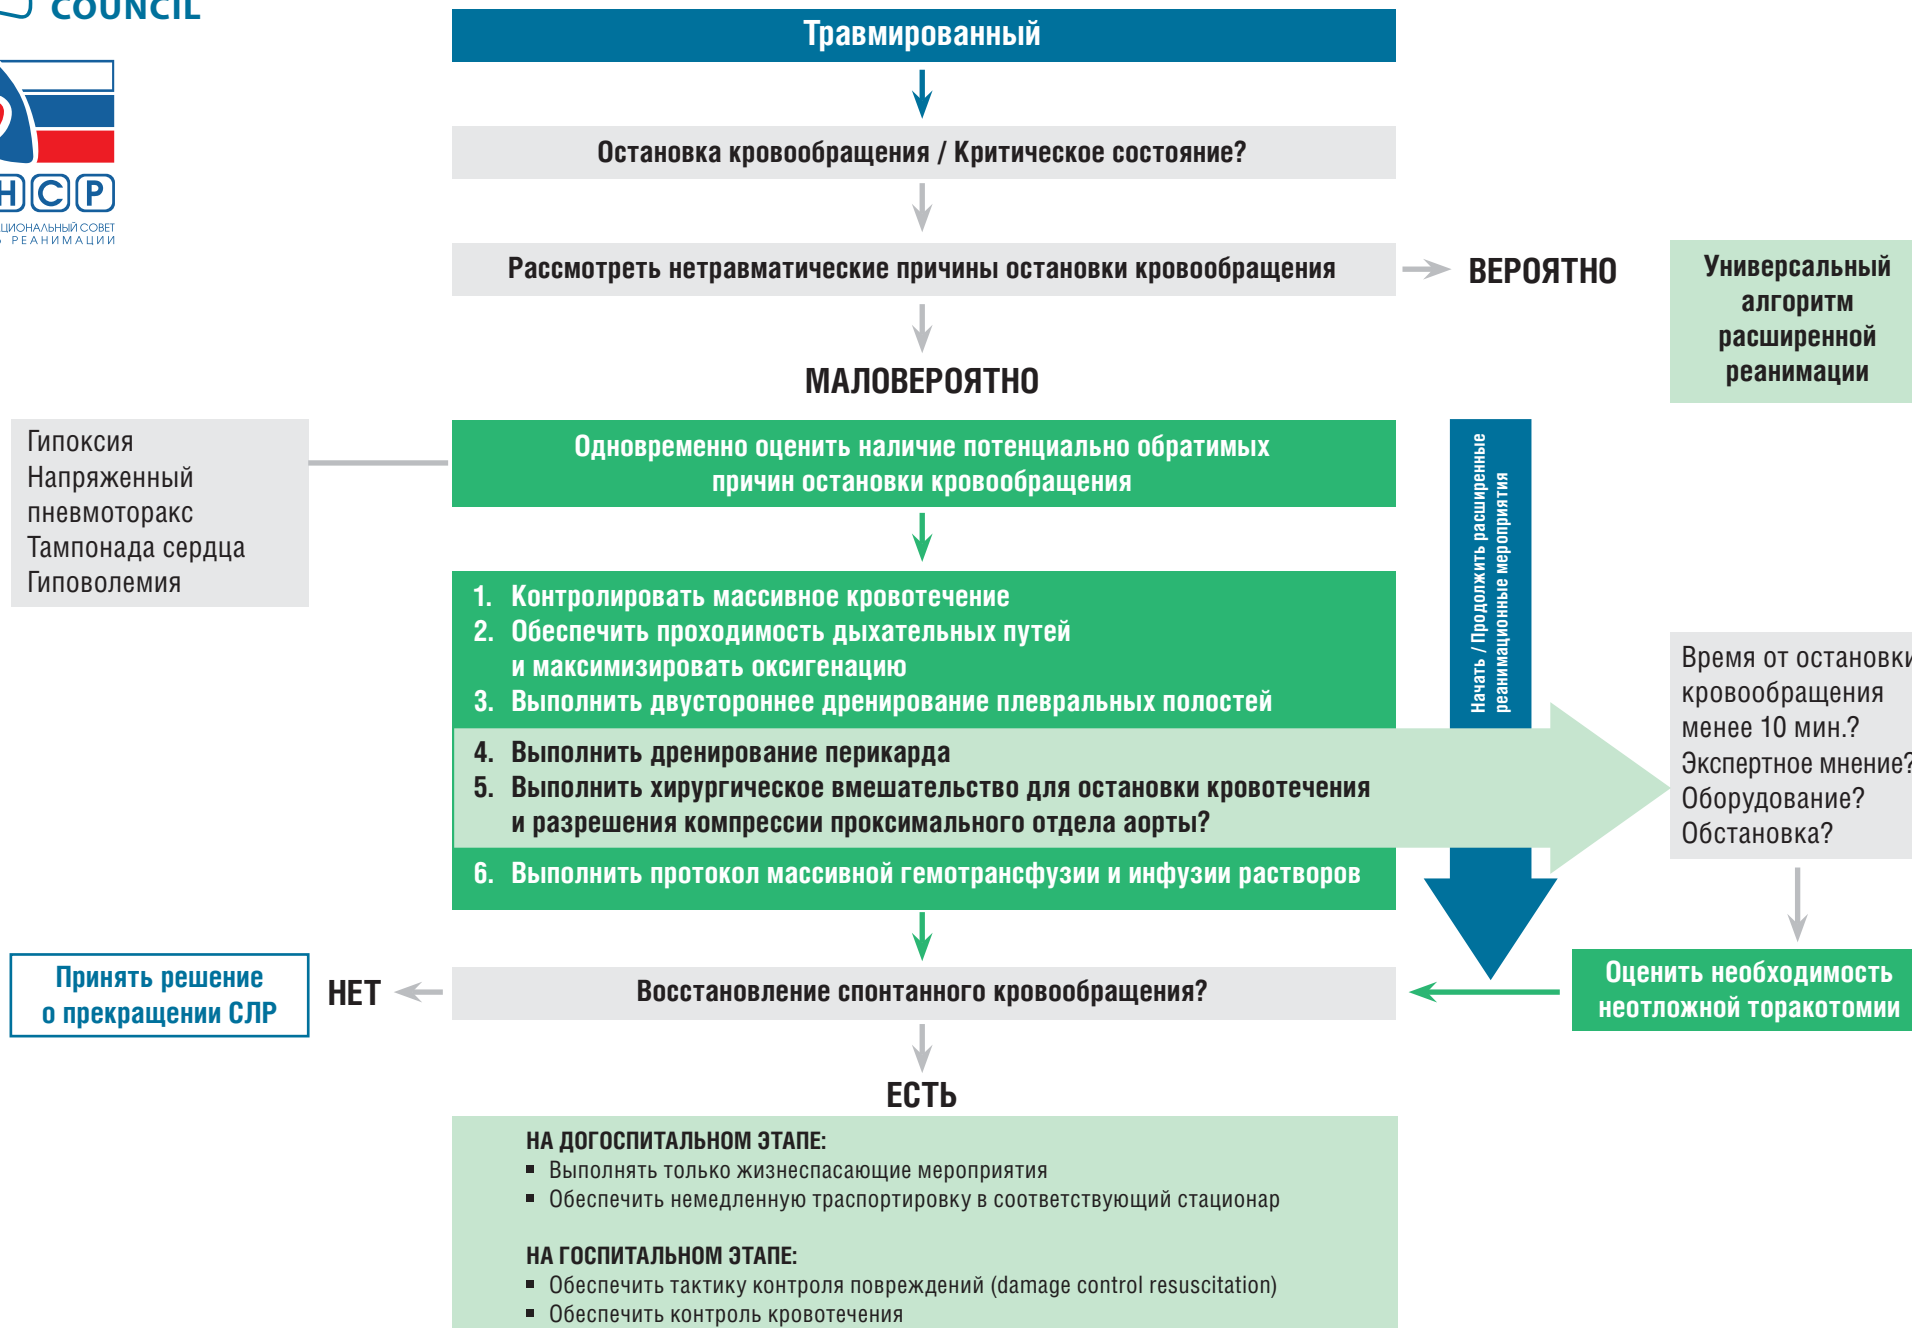 COUNCIL
НСР
РЕАНИМАЦИИ
Травмированный
Остановка кровообращения / Критическое состояние?
Рассмотреть нетравматические причины остановки кровообращения
ВЕРОЯТНО
Универсальный
алгоритм
расширенной
реанимации
МАЛОВЕРОЯТНО
Гипоксия
Напряженный
пневмоторакс
Тампонада сердца
Гиповолемия
Одновременно оценить наличие потенциально обратимых
причин остановки кровообращения
Начать / Продолжить расширенные
реанимационные мероприятия
1. Контролировать массивное кровотечение
2. Обеспечить проходимость дыхательных путей
и максимизировать оксигенацию
3. Выполнить двустороннее дренирование плевральных полостей
4. Выполнить дренирование перикарда
5. Выполнить хирургическое вмешательство для остановки кровотечения
и разрешения компрессии проксимального отдела аорты?
6. Выполнить протокол массивной гемотрансфузии и инфузии растворов
Время от остановки
кровообращения
менее 10 мин.?
Экспертное мнение?
Оборудование?
Обстановка?
Оценить необходимость
неотложной торакотомии
Восстановление спонтанного кровообращения?
НЕТ
Принять решение
о прекращении СЛР
ЕСТЬ
НА ДОГОСПИТАЛЬНОМ ЭТАПЕ:
▪ Выполнять только жизнеспасающие мероприятия
▪ Обеспечить немедленную траспортировку в соответствующий стационар
НА ГОСПИТАЛЬНОМ ЭТАПЕ:
▪ Обеспечить тактику контроля повреждений (damage control resuscitation)
▪ Обеспечить контроль кровотечения